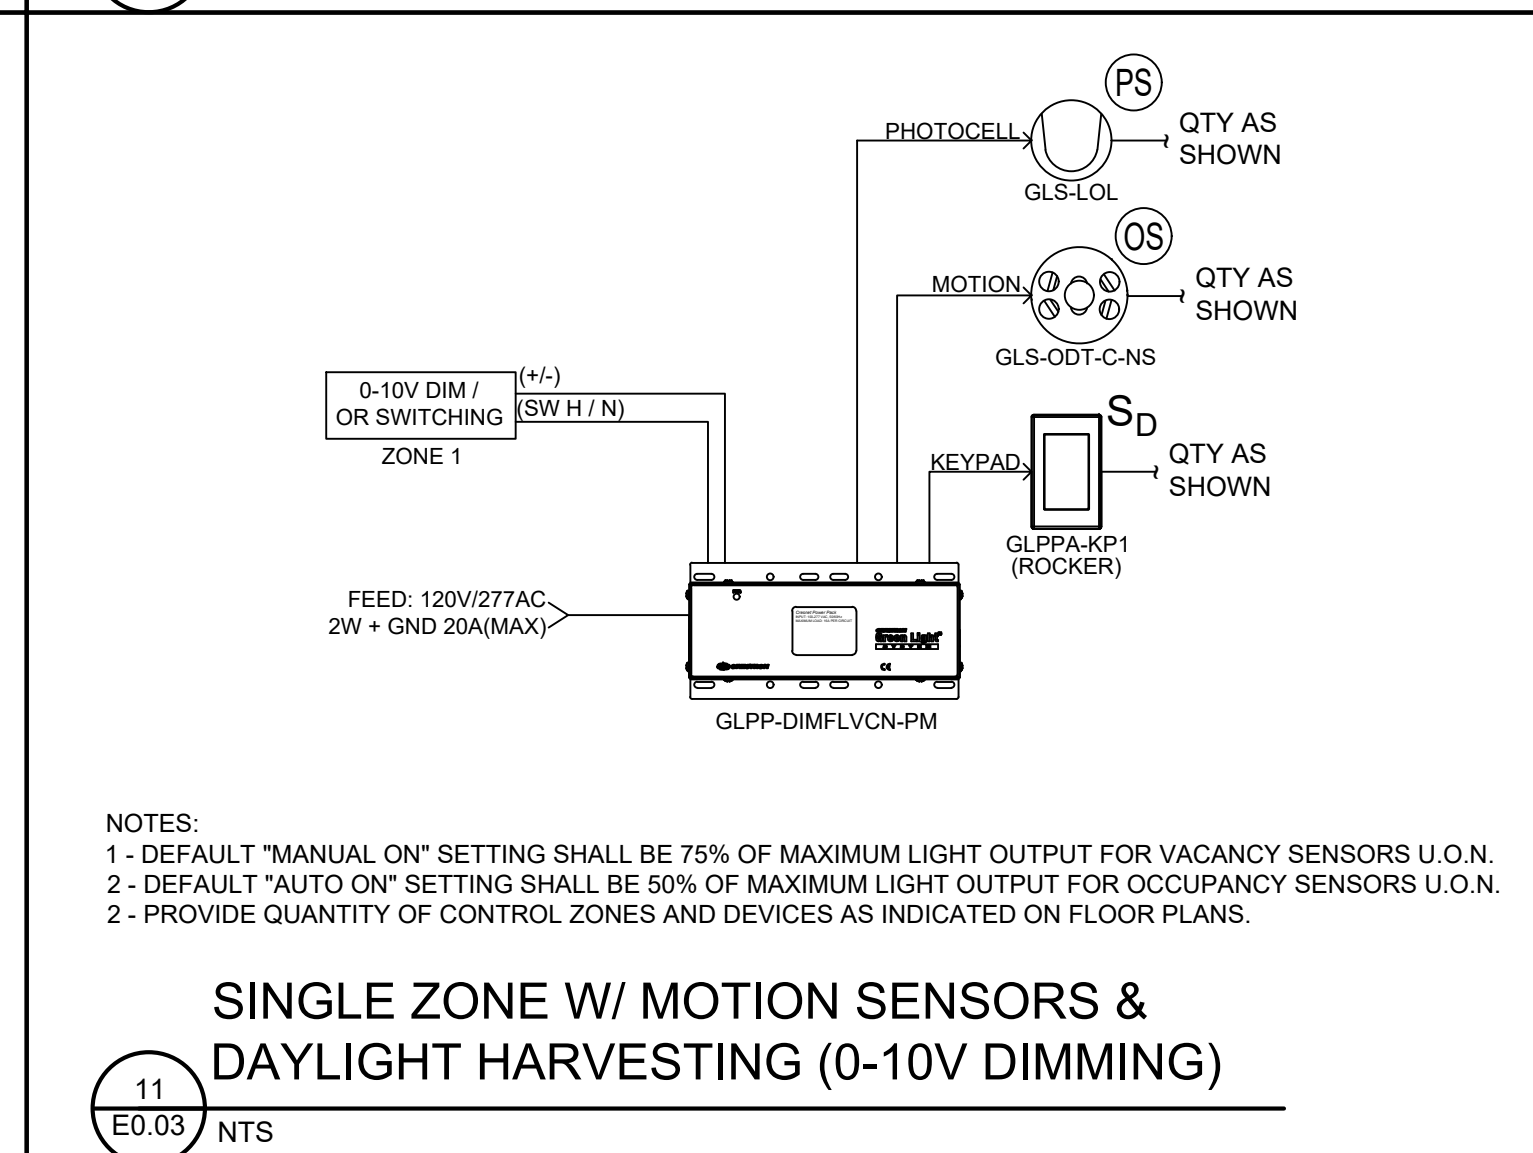 PS
PHOTOCELL
QTY AS
SHOWN
GLS-LOL
OS
MOTION
QTY AS
SHOWN
GLS-ODT-C-NS
0-10V DIM /
OR SWITCHING
(+/-)
(SW H / N)
ZONE 1
SD
KEYPAD
QTY AS
SHOWN
GLPPA-KP1
(ROCKER)
FEED: 120V/277AC
2W + GND 20A(MAX)
Green Light
GLPP-DIMFLVCN-PM
NOTES:
1 - DEFAULT "MANUAL ON" SETTING SHALL BE 75% OF MAXIMUM LIGHT OUTPUT FOR VACANCY SENSORS U.O.N.
2 - DEFAULT "AUTO ON" SETTING SHALL BE 50% OF MAXIMUM LIGHT OUTPUT FOR OCCUPANCY SENSORS U.O.N.
2 - PROVIDE QUANTITY OF CONTROL ZONES AND DEVICES AS INDICATED ON FLOOR PLANS.
SINGLE ZONE W/ MOTION SENSORS &
DAYLIGHT HARVESTING (0-10V DIMMING)
11
E0.03
NTS